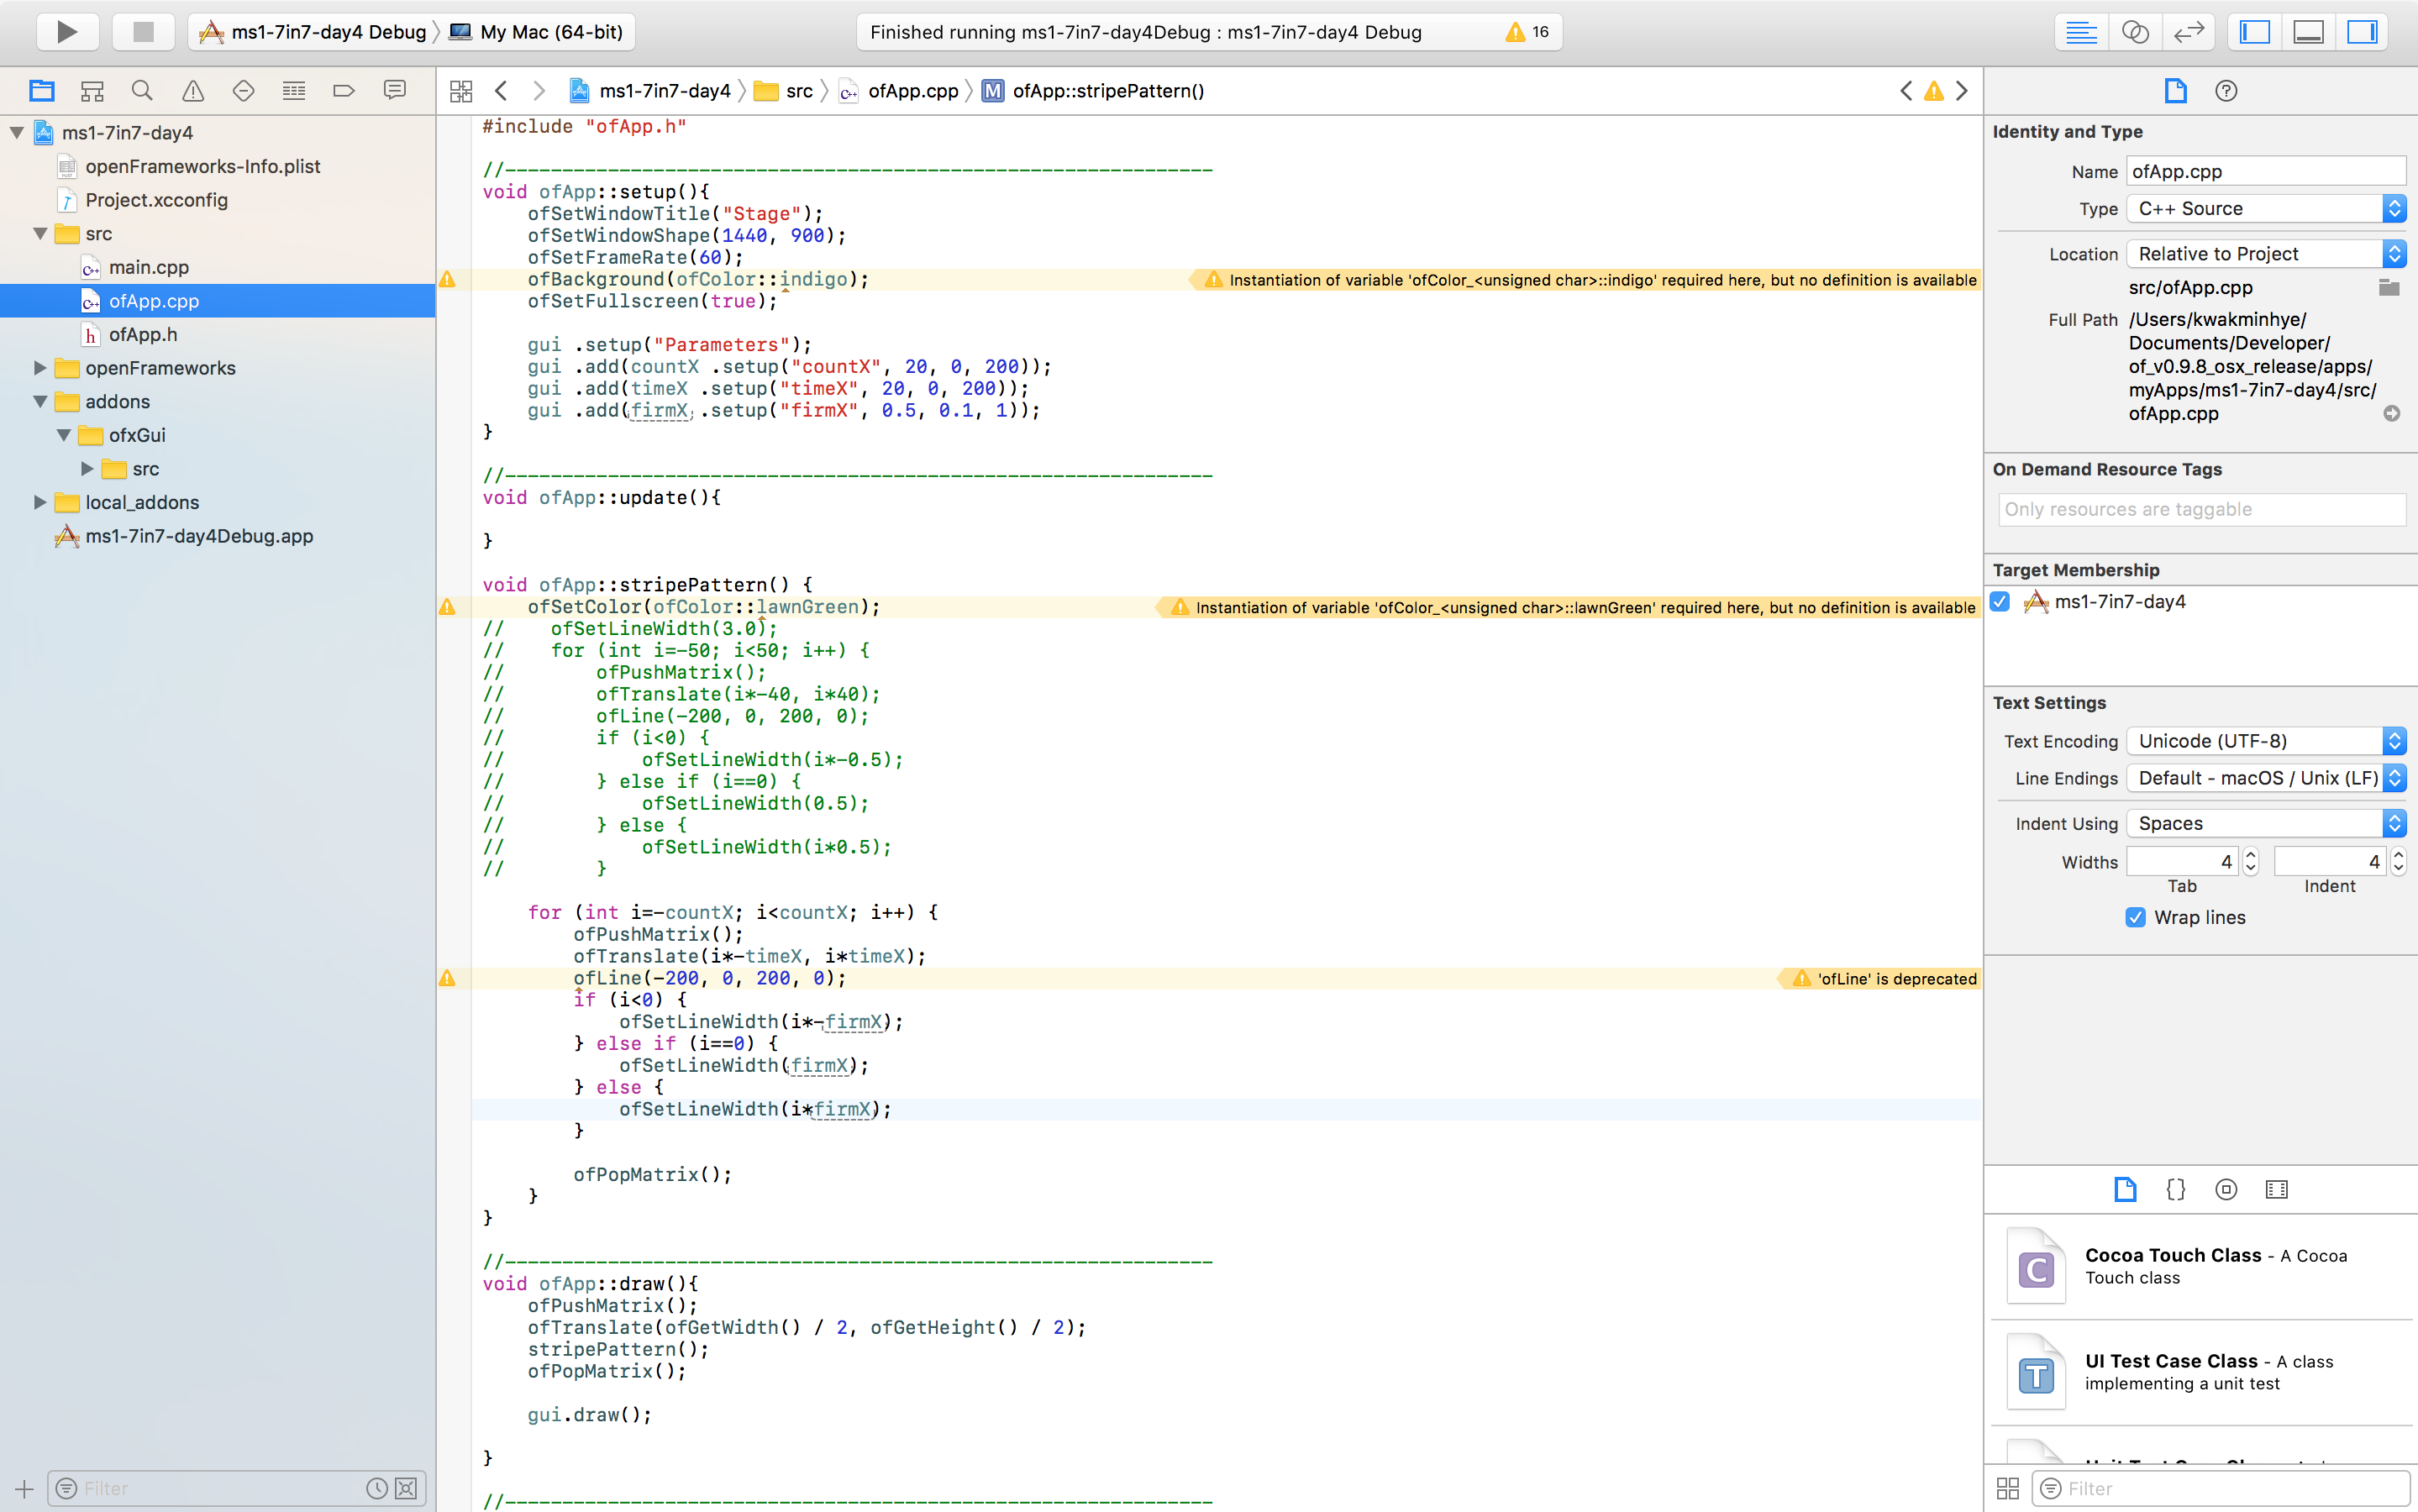 ms1-7in7-day4 Debug
My Mac (64-bit)
Finished running ms1-7in7-day4Debug : ms1-7in7-day4 Debug
16
ms1-7in7-day4
openFrameworks-Info.plist
Project.xcconfig
src
main.cpp
ofApp.cpp
ofApp.h
openFrameworks
addons
ofxGui
src
local_addons
ms1-7in7-day4Debug.app
Filter
ms1-7in7-day4
src
ofApp.cpp
M
ofApp::stripePattern()
#include "ofApp.h"
//--------------------------------------------------------------
void ofApp::setup(){
    ofSetWindowTitle("Stage");
    ofSetWindowShape(1440, 900);
    ofSetFrameRate(60);
    ofBackground(ofColor::indigo);
Instantiation of variable 'ofColor_<unsigned char>::indigo' required here, but no definition is available
    ofSetFullscreen(true);
    gui .setup("Parameters");
    gui .add(countX .setup("countX", 20, 0, 200));
    gui .add(timeX .setup("timeX", 20, 0, 200));
    gui .add(firmX .setup("firmX", 0.5, 0.1, 1));
}
//--------------------------------------------------------------
void ofApp::update(){
}
void ofApp::stripePattern() {
    ofSetColor(ofColor::lawnGreen);
Instantiation of variable 'ofColor_<unsigned char>::lawnGreen' required here, but no definition is available
//    ofSetLineWidth(3.0);
//    for (int i=-50; i<50; i++) {
//        ofPushMatrix();
//        ofTranslate(i*-40, i*40);
//        ofLine(-200, 0, 200, 0);
//        if (i<0) {
//            ofSetLineWidth(i*-0.5);
//        } else if (i==0) {
//            ofSetLineWidth(0.5);
//        } else {
//            ofSetLineWidth(i*0.5);
//        }
    for (int i=-countX; i<countX; i++) {
        ofPushMatrix();
        ofTranslate(i*-timeX, i*timeX);
        ofLine(-200, 0, 200, 0);
'ofLine' is deprecated
        if (i<0) {
            ofSetLineWidth(i*-firmX);
        } else if (i==0) {
            ofSetLineWidth(firmX);
        } else {
            ofSetLineWidth(i*firmX);
        }
        ofPopMatrix();
    }
}
//--------------------------------------------------------------
void ofApp::draw(){
    ofPushMatrix();
    ofTranslate(ofGetWidth() / 2, ofGetHeight() / 2);
    stripePattern();
    ofPopMatrix();
    gui.draw();
}
//--------------------------------------------------------------
Identity and Type
Name ofApp.cpp
Type C++ Source
Location Relative to Project
src/ofApp.cpp
Full Path /Users/kwakminhye/
Documents/Developer/
of_v0.9.8_osx_release/apps/
myApps/ms1-7in7-day4/src/
ofApp.cpp
On Demand Resource Tags
Only resources are taggable
Target Membership
ms1-7in7-day4
Text Settings
Text Encoding Unicode (UTF-8)
Line Endings Default - macOS / Unix (LF)
Indent Using Spaces
Widths 4 4
Tab Indent
Wrap lines
C
Cocoa Touch Class - A Cocoa
Touch class
T
UI Test Case Class - A class
implementing a unit test
Filter